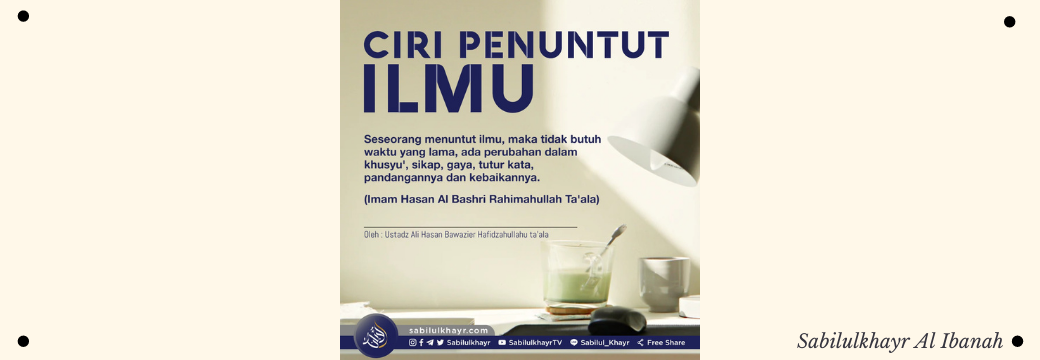 CIRI PENUNTUT
ILMU
Seseorang menuntut ilmu, maka tidak butuh
waktu yang lama, ada perubahan dalam
khusyu', sikap, gaya, tutur kata,
pandangannya dan kebaikannya.
(Imam Hasan Al Bashri Rahimahullah Ta'ala)
Oleh : Ustadz Ali Hasan Bawazier Hafidzahullahu ta'ala
sabilulkhayr.com
Sabilulkhayr SabilulkhayrTV Sabilul_Khayr Free Share
Sabilulkhayr Al Ibanah